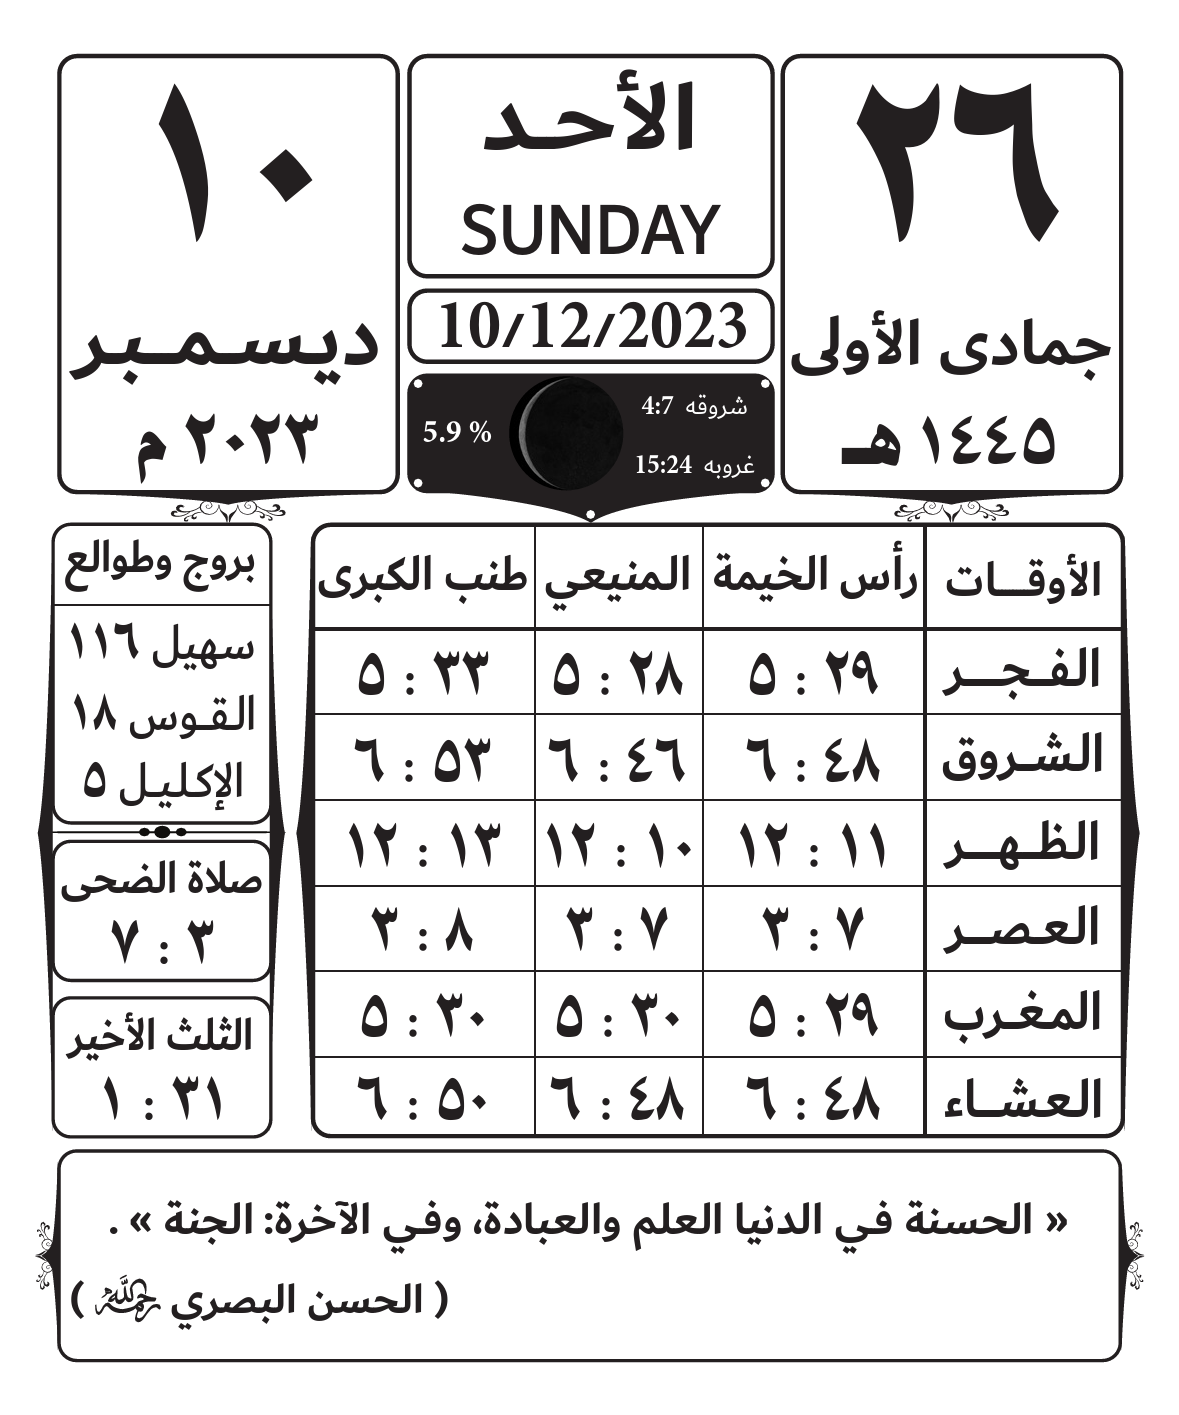 ٢٦
جمادى الأولى
١٤٤٥ هـ
الأحد
SUNDAY
10/12/2023
شروقه 4:7
غروبه 15:24
5.9 %
١٠
ديسمبر
٢٠٢٣ م
الأوقات رأس الخيمة المنيعي طنب الكبرى
الفجر ٥ : ٢٩ ٥ : ٢٨ ٥ : ٣٣
الشروق ٦ : ٤٨ ٦ : ٤٦ ٦ : ٥٣
الظهر ١٢ : ١١ ١٢ : ١٠ ١٢ : ١٣
العصر ٣ : ٧ ٣ : ٧ ٣ : ٨
المغرب ٥ : ٢٩ ٥ : ٣٠ ٥ : ٣٠
العشاء ٦ : ٤٨ ٦ : ٤٨ ٦ : ٥٠
بروج وطوالع
سهيل ١١٦
القوس ١٨
الإكليل ٥
صلاة الضحى
٧ : ٣
الثلث الأخير
١ : ٣١
« الحسنة في الدنيا العلم والعبادة، وفي الآخرة: الجنة » .
( الحسن البصري رحمه الله )